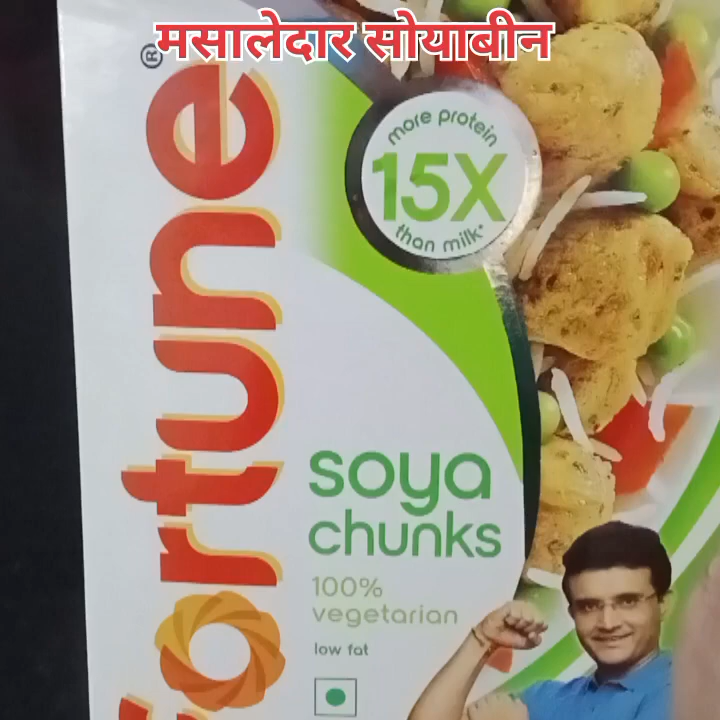 मसालेदार सोयाबीन
fortune®
more protein
15X
than milk*
soya
chunks
100%
vegetarian
low fat